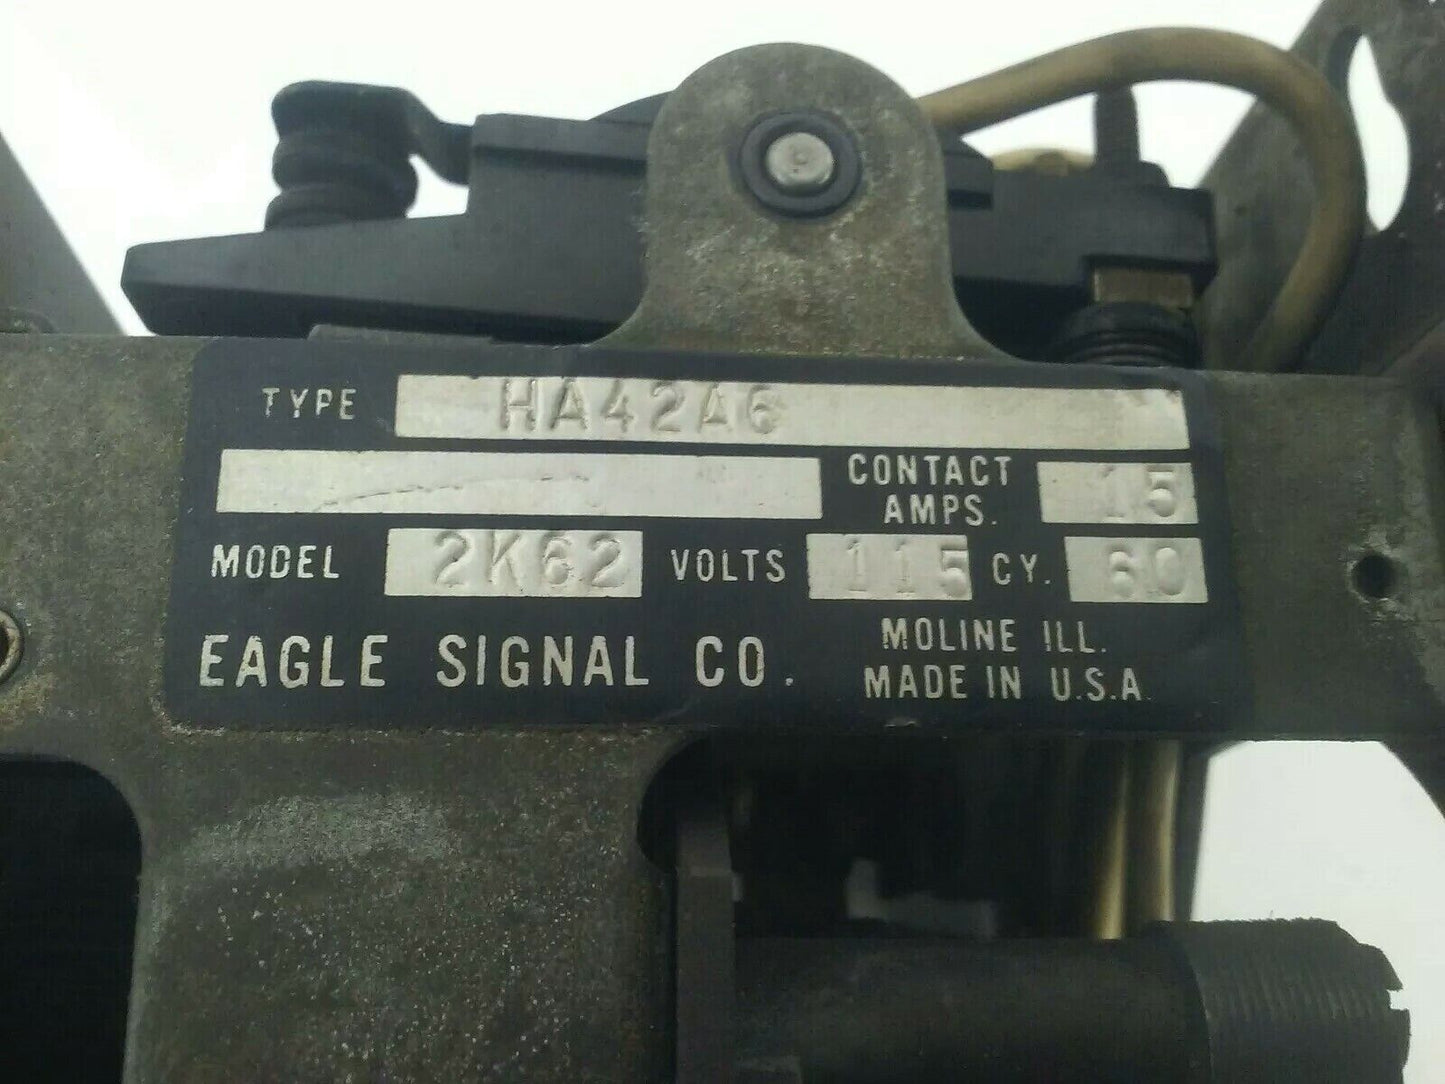 TYPE HA42A6
CONTACT
AMPS. 15
MODEL 2K62 VOLTS 115 CY. 60
EAGLE SIGNAL CO.
MOLINE ILL.
MADE IN U.S.A.